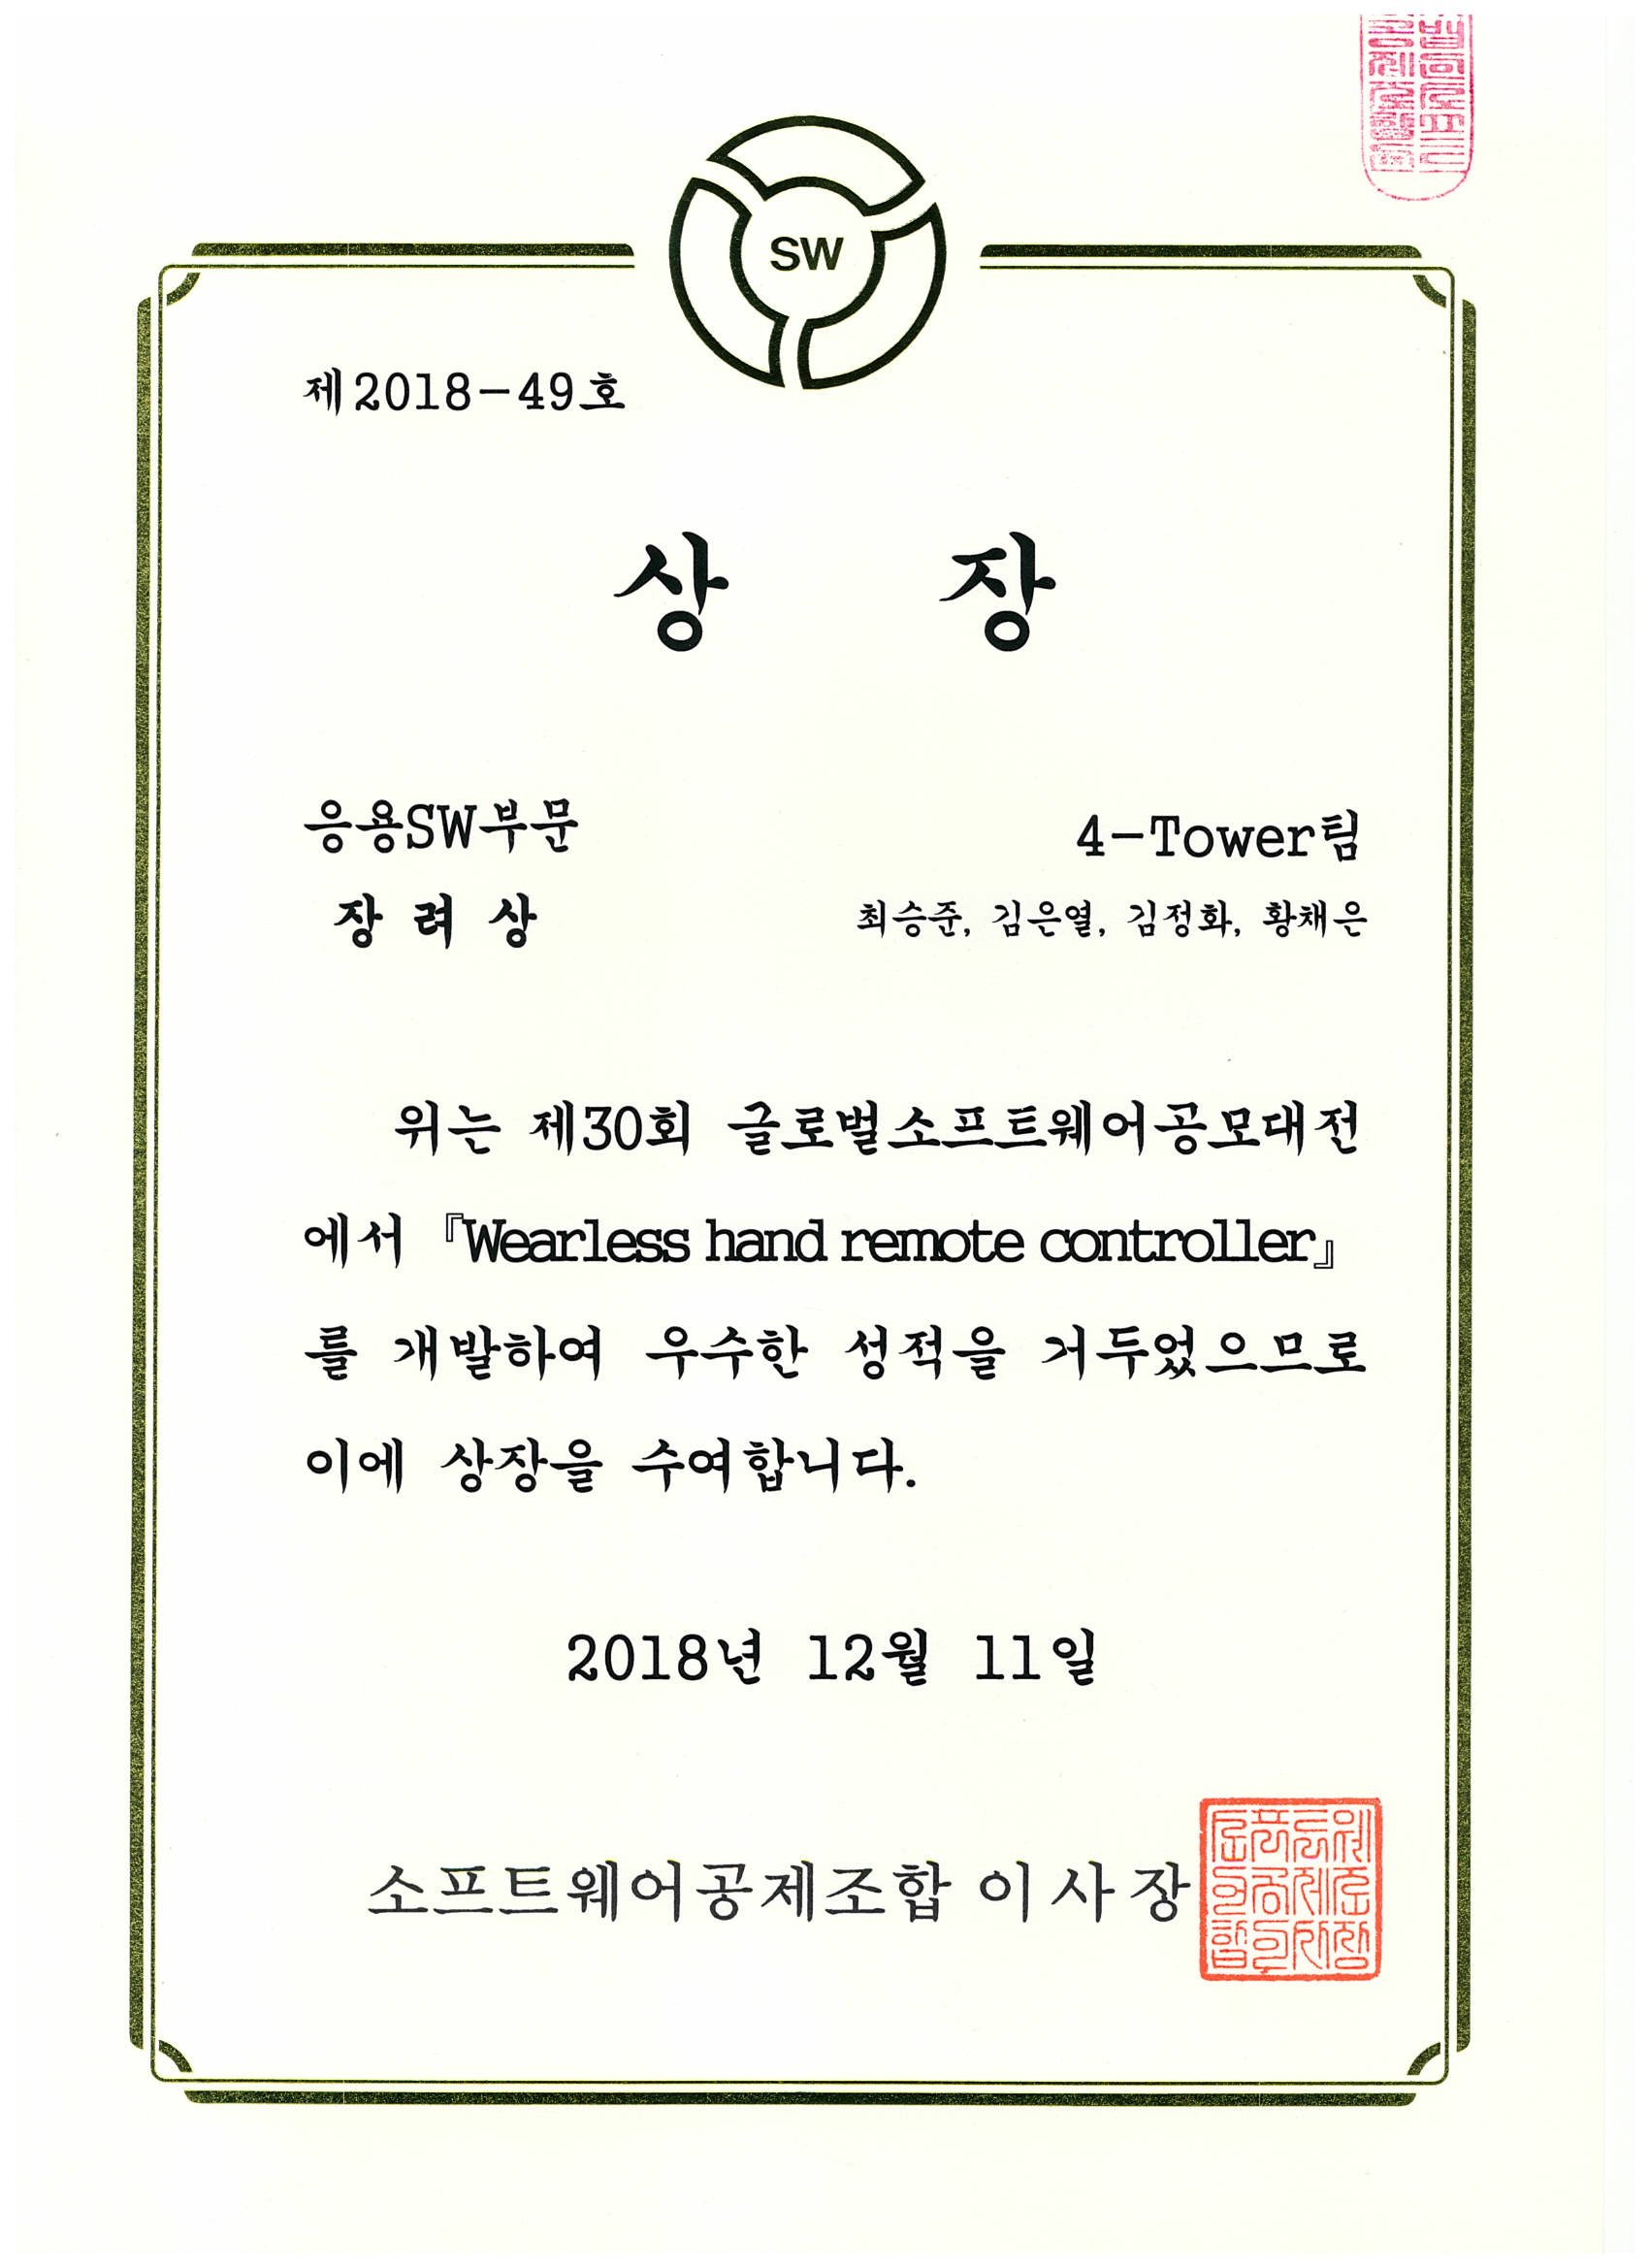 SW
제2018-49호
상 장
응용SW부문
4-Tower팀
장 려 상
최승준, 김은열, 김정화, 황채은
위는 제30회 글로벌소프트웨어공모대전
에서 『Wearless hand remote controller』
를 개발하여 우수한 성적을 거두었으므로
이에 상장을 수여합니다.
2018년 12월 11일
소프트웨어공제조합 이사장